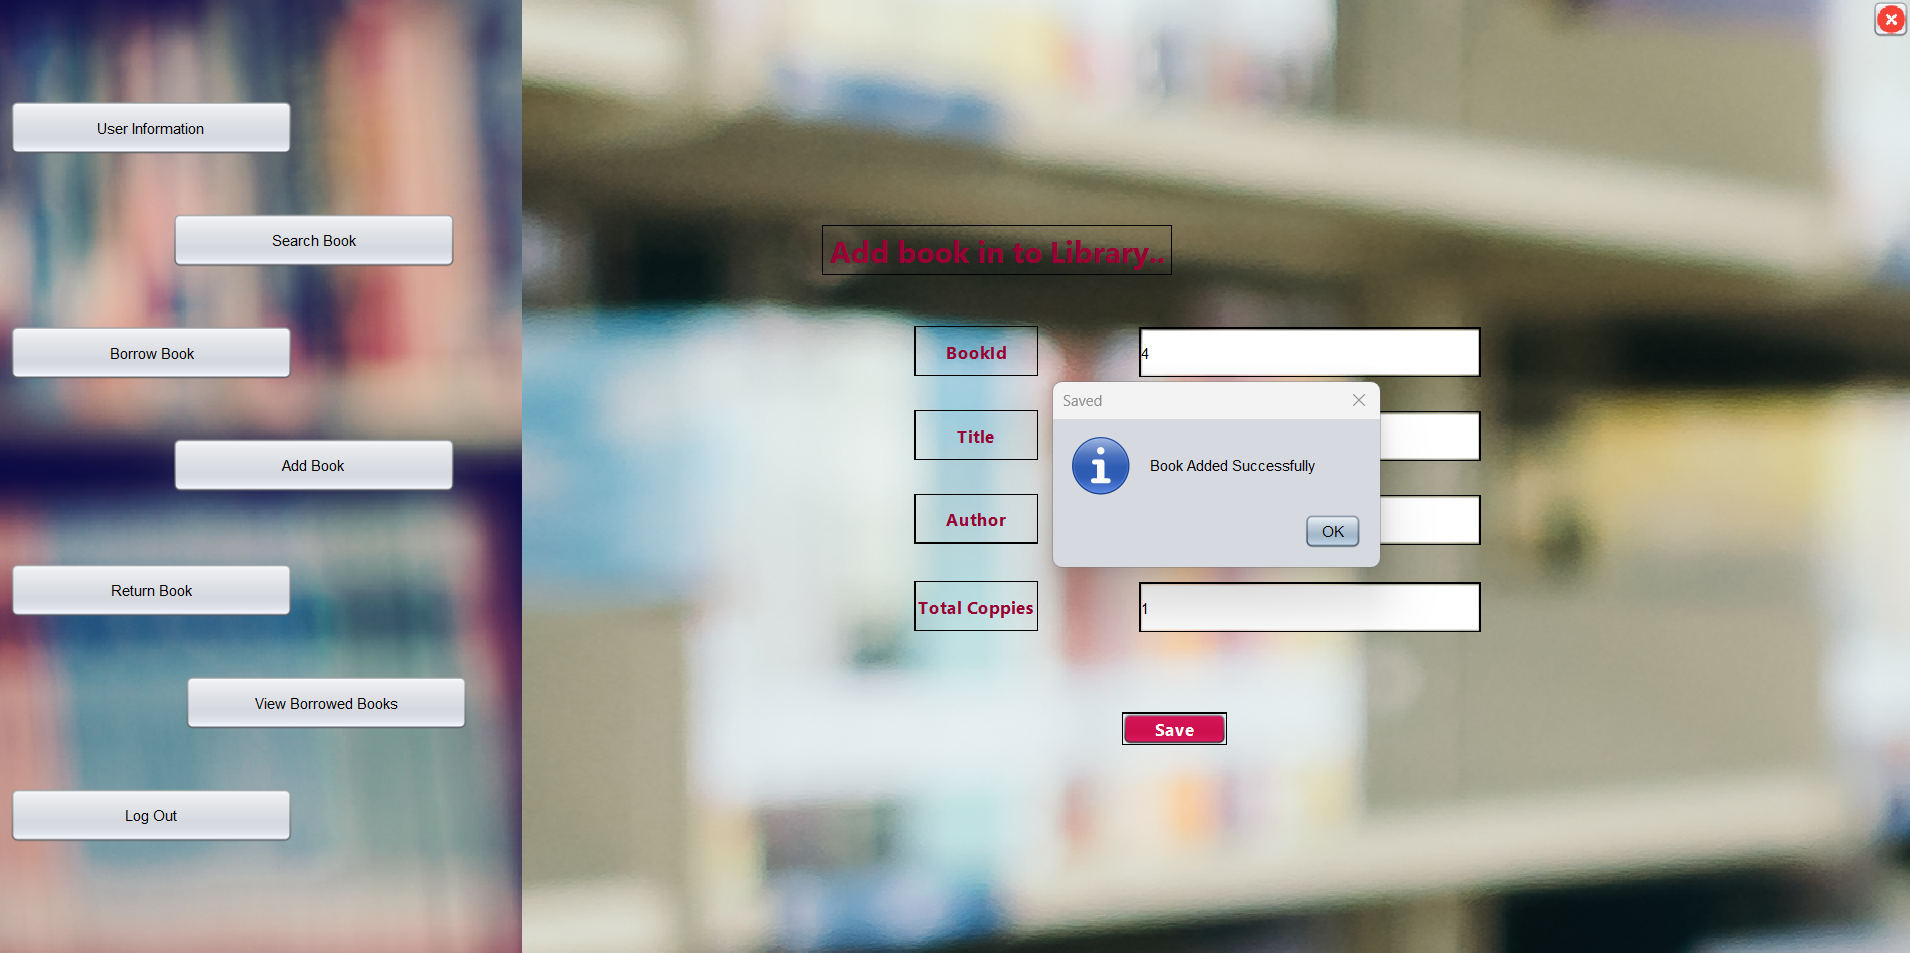 User Information
Search Book
Borrow Book
Add Book
Return Book
View Borrowed Books
Log Out
Add book in to Library..
BookId
4
Title
Author
Total Coppies
1
Save
Saved
Book Added Successfully
OK